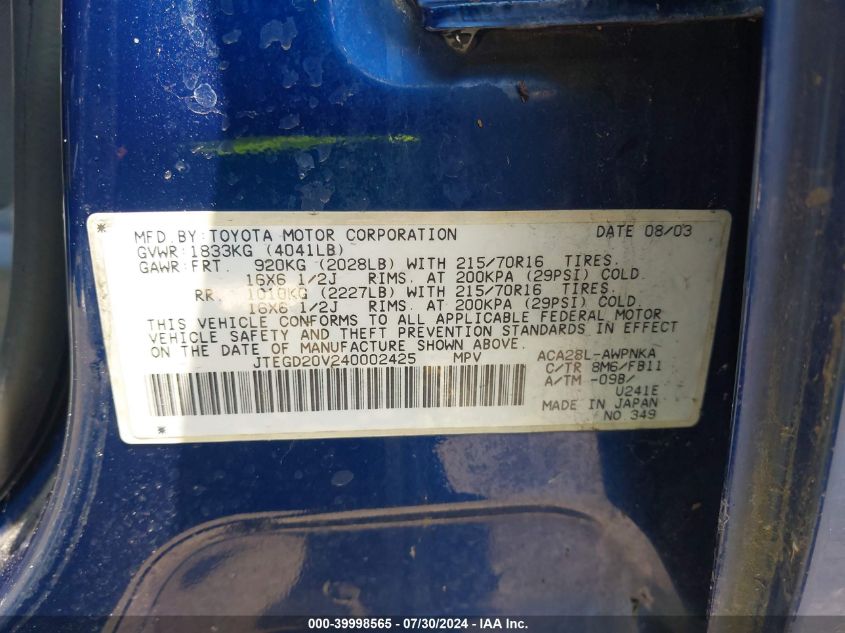 MFD. BY: TOYOTA MOTOR CORPORATION DATE 08/03
GVWR: 1833KG (4041LB)
GAWR: FRT. 920KG (2028LB) WITH 215/70R16 TIRES.
16X6 1/2J RIMS. AT 200KPA (29PSI) COLD.
RR. 1010KG (2227LB) WITH 215/70R16 TIRES.
16X6 1/2J RIMS. AT 200KPA (29PSI) COLD.
THIS VEHICLE CONFORMS TO ALL APPLICABLE FEDERAL MOTOR
VEHICLE SAFETY AND THEFT PREVENTION STANDARDS IN EFFECT
ON THE DATE OF MANUFACTURE SHOWN ABOVE.
* JTEGD20V240002425 MPV ACA28L-AWPNKA
C/TR 8M6/FB11
A/TM -09B/
U241E
MADE IN JAPAN
* NO 349
000-39998565 - 07/30/2024 - IAA Inc.